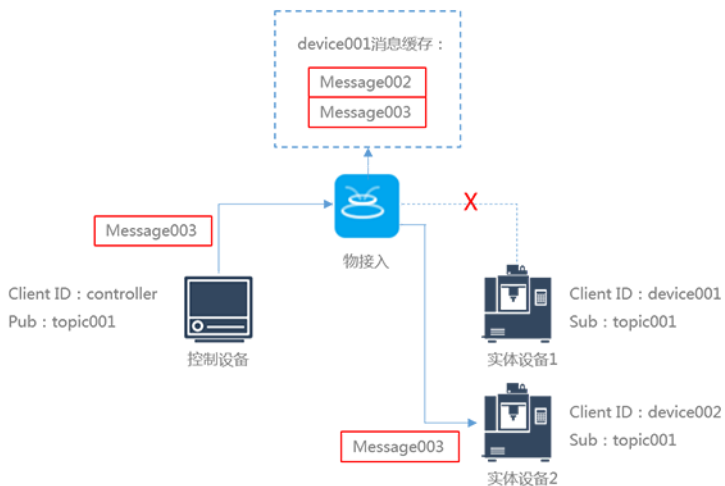 device001消息缓存：
Message002
Message003
Message003
X
物接入
Client ID：controller
Pub：topic001
控制设备
Client ID：device001
Sub：topic001
实体设备1
Client ID：device002
Sub：topic001
Message003
实体设备2